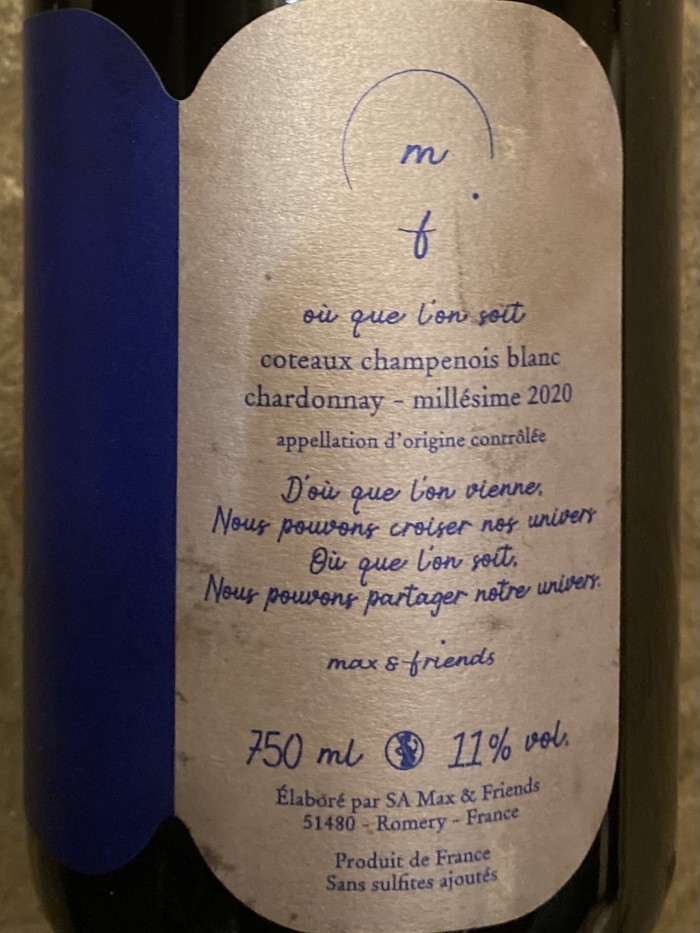 m
f
où que l'on soit
coteaux champenois blanc
chardonnay - millésime 2020
appellation d'origine contrôlée
D'où que l'on vienne,
Nous pouvons croiser nos univers
Où que l'on soit,
Nous pouvons partager notre univers.
max & friends
750 ml 11% vol.
Élaboré par SA Max & Friends
51480 - Romery - France
Produit de France
Sans sulfites ajoutés